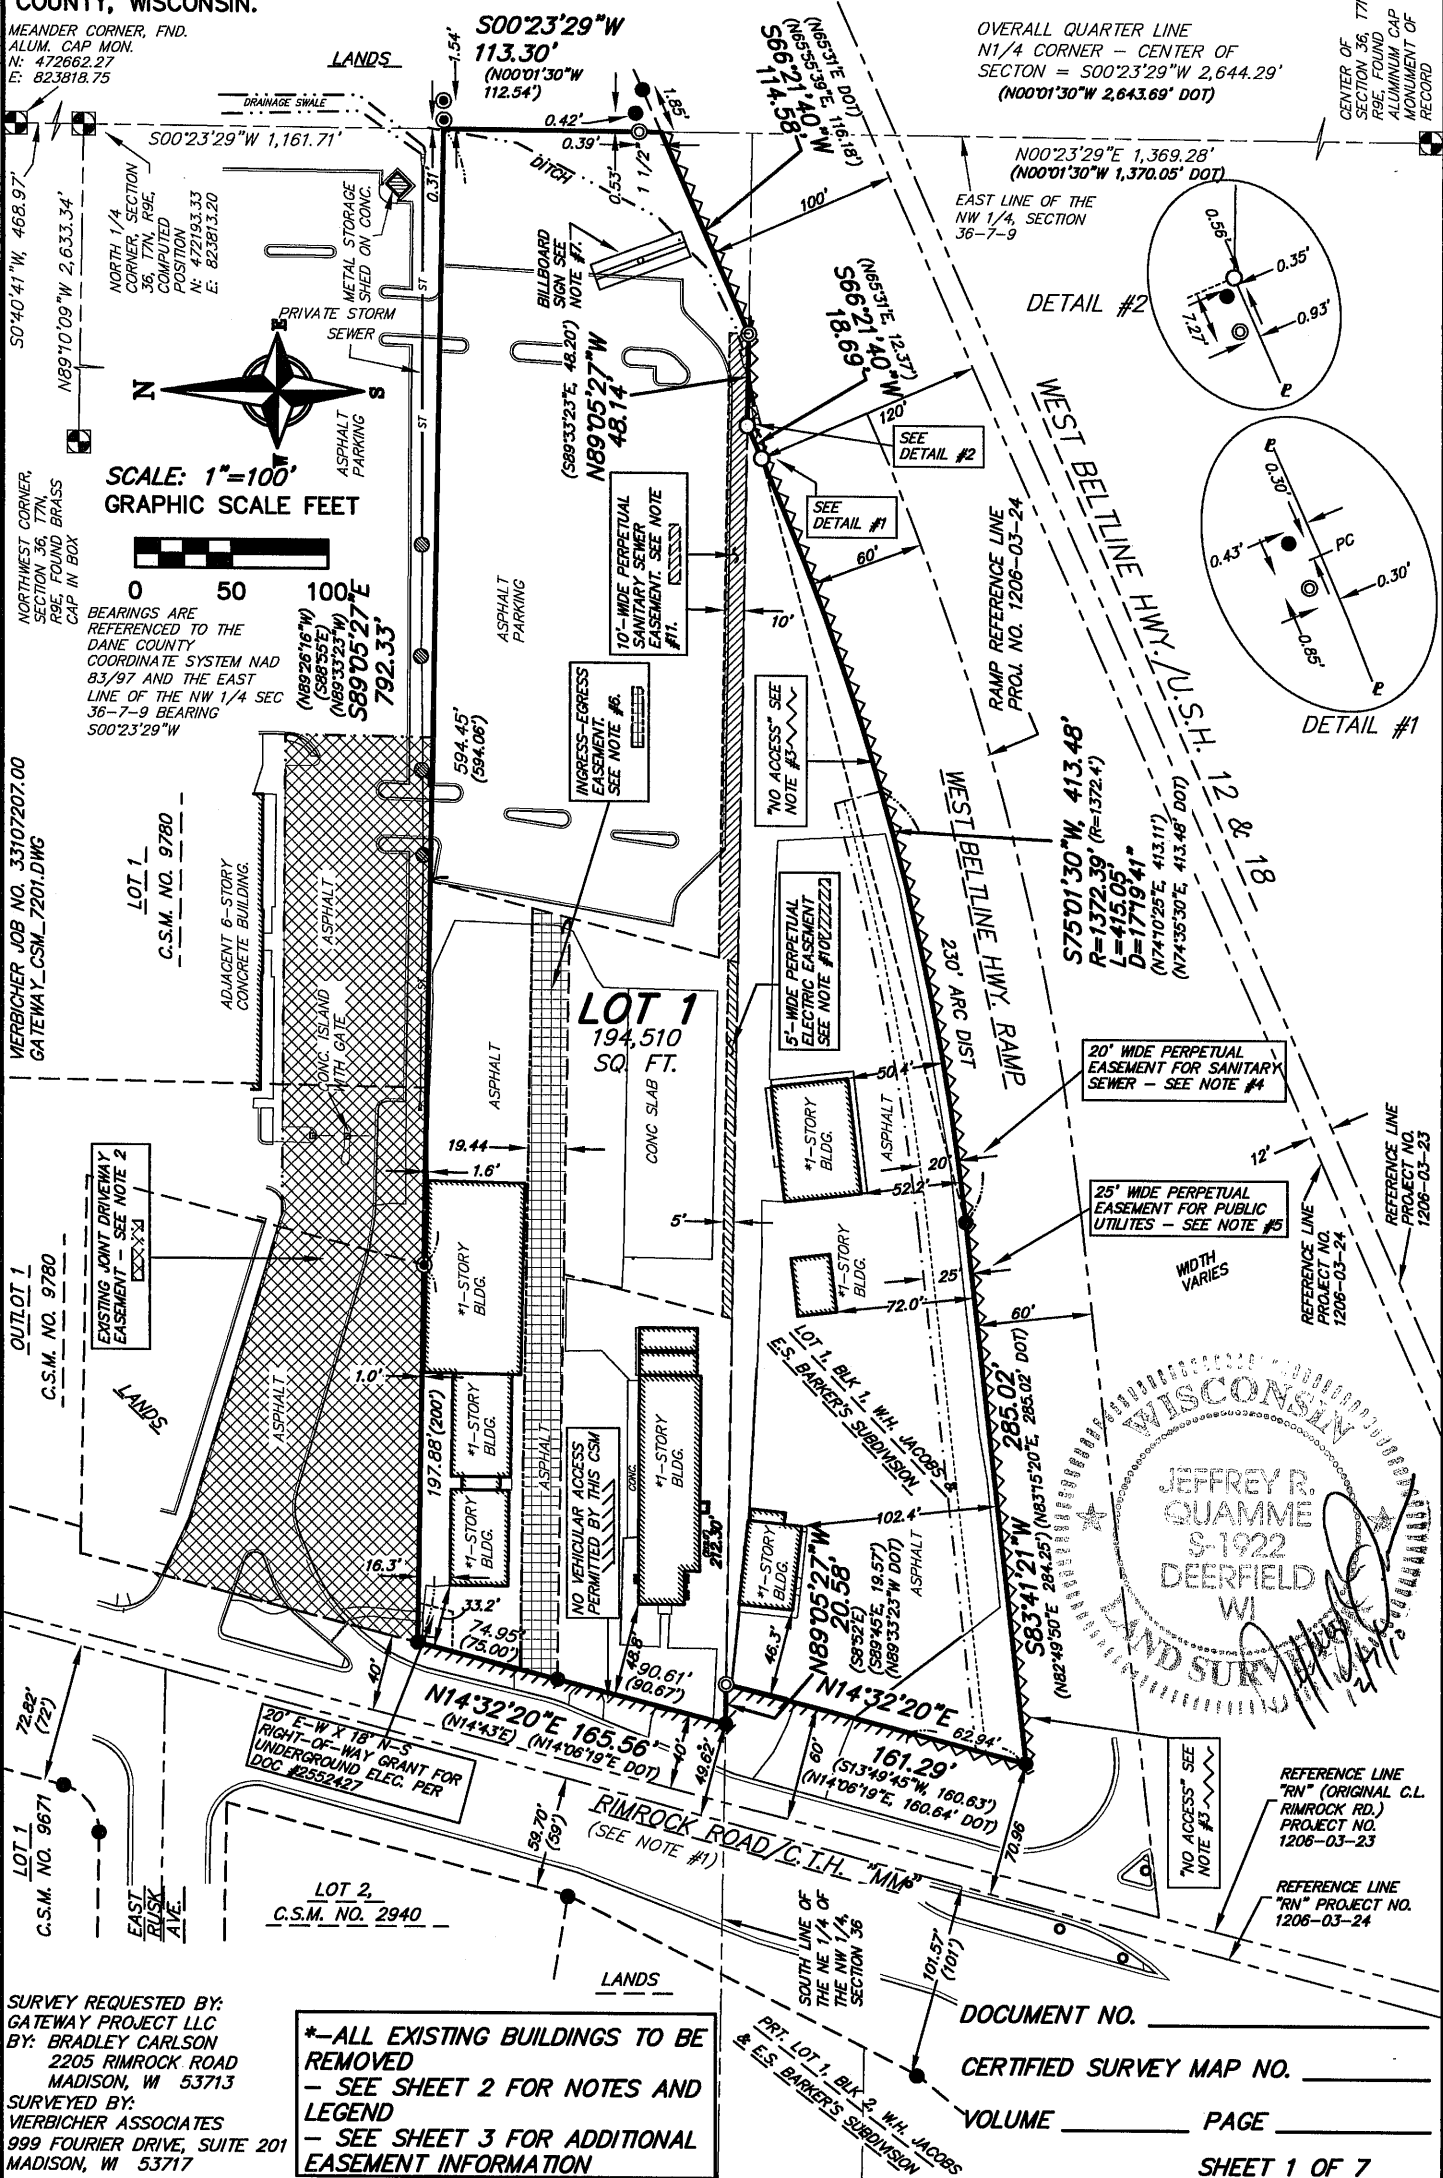 COUNTY, WISCONSIN.
MEANDER CORNER, FND.
ALUM. CAP MON.
N: 472662.27
E: 823818.75
LANDS
1.54'
S00°23'29"W
113.30'
(N00°01'30"W
112.54')
1.85'
(N65°31'E DOT)
(N65°55'39"E, 116.18')
S66°21'40"W
114.58'
OVERALL QUARTER LINE
N1/4 CORNER - CENTER OF
SECTON = S00°23'29"W 2,644.29'
(N00°01'30"W 2,643.69' DOT)
CENTER OF
SECTION 36, T7N,
R9E, FOUND
ALUMINUM CAP
MONUMENT OF
RECORD
DRAINAGE SWALE
S00°23'29"W 1,161.71'
0.42'
0.39'
0.31'
0.53'
1 1/2"
DITCH
100'
N00°23'29"E 1,369.28'
(N00°01'30"W 1,370.05' DOT)
EAST LINE OF THE
NW 1/4, SECTION
36-7-9
S0°40'41"W, 468.97'
N89°10'09"W 2,633.34'
NORTH 1/4
CORNER, SECTION
36, T7N, R9E,
COMPUTED
POSITION
N: 472193.33
E: 823813.20
METAL STORAGE
SHED ON CONC.
PRIVATE STORM
SEWER
ST
ST
BILLBOARD
SIGN SEE
NOTE #7.
(S89°33'23"E, 48.20')
N89°05'27"W
48.14'
(N65°31'E, 12.37')
S66°21'40"W
18.69'
120'
DETAIL #2
0.56'
0.35'
0.93'
7.27'
N
E
S
W
ASPHALT
PARKING
SCALE: 1"=100'
GRAPHIC SCALE FEET
0 50 100
NORTHWEST CORNER,
SECTION 36, T7N,
R9E, FOUND BRASS
CAP IN BOX
BEARINGS ARE
REFERENCED TO THE
DANE COUNTY
COORDINATE SYSTEM NAD
83/97 AND THE EAST
LINE OF THE NW 1/4 SEC
36-7-9 BEARING
S00°23'29"W
(N89°26'16"W)
(S88°55'E)
(N89°33'23"W)
S89°05'27"E
792.33'
594.45'
(594.06')
ASPHALT
PARKING
10'-WIDE PERPETUAL
SANITARY SEWER
EASEMENT. SEE NOTE
#11.
10'
SEE
DETAIL #2
SEE
DETAIL #1
60'
RAMP REFERENCE LINE
PROJ. NO. 1206-03-24
WEST BELTLINE HWY./U.S.H. 12 & 18
0.30'
0.43'
PC
0.30'
0.85'
DETAIL #1
INGRESS-EGRESS
EASEMENT.
SEE NOTE #6.
"NO ACCESS" SEE
NOTE #3
WEST BELTLINE HWY. RAMP
S75°01'30"W, 413.48'
R=1372.39' (R=1372.4')
L=415.05'
D=17°19'41"
(N74°10'25"E, 413.11')
(N74°35'30"E, 413.48' DOT)
VIERBICHER JOB NO. 33107207.00
GATEWAY_CSM_7201.DWG
LOT 1
C.S.M. NO. 9780
ADJACENT 6-STORY
CONCRETE BUILDING.
ASPHALT
CONC. ISLAND
WITH GATE
LOT 1
194,510
SQ. FT.
ASPHALT
CONC SLAB
5'-WIDE PERPETUAL
ELECTRIC EASEMENT
SEE NOTE #10
230' ARC DIST
50.4'
*1-STORY
BLDG.
ASPHALT
20'
52.2'
20' WIDE PERPETUAL
EASEMENT FOR SANITARY
SEWER - SEE NOTE #4
12'
REFERENCE LINE
PROJECT NO.
1206-03-24
REFERENCE LINE
PROJECT NO.
1206-03-23
19.44
1.6'
EXISTING JOINT DRIVEWAY
EASEMENT - SEE NOTE 2
OUTLOT 1
C.S.M. NO. 9780
LANDS
ASPHALT
*1-STORY
BLDG.
5'
*1-STORY
BLDG.
25'
72.0'
25' WIDE PERPETUAL
EASEMENT FOR PUBLIC
UTILITES - SEE NOTE #5
WIDTH
VARIES
60'
LOT 1, BLK 1, W.H. JACOBS &
E.S. BARKER'S SUBDIVISION
1.0'
197.88'(200')
*1-STORY
BLDG.
*1-STORY
BLDG.
ASPHALT
NO VEHICULAR ACCESS
PERMITTED BY THIS CSM
CONC.
*1-STORY
BLDG.
212.30'
*1-STORY
BLDG.
102.4'
ASPHALT
S83°41'21"W 285.02'
(N82°49'50"E 284.25') (N83°15'20"E, 285.02' DOT)
WISCONSIN
JEFFREY R.
QUAMME
S-1922
DEERFIELD
WI
LAND SURVEYOR
16.3'
33.2'
74.95'
(75.00')
48.8'
90.61'
(90.67')
46.3'
N89°05'27"W
20.58'
(S88°52'E)
(S89°45'E, 19.57')
(N89°33'23"W DOT)
72.82'
(72')
40'
N14°32'20"E 165.56'
(N14°43'E) (N14°06'19"E DOT)
40'
49.62'
60'
N14°32'20"E
161.29'
62.94'
(S13°49'45"W, 160.63')
(N14°06'19"E, 160.64' DOT)
20' E-W X 18' N-S
RIGHT-OF-WAY GRANT FOR
UNDERGROUND ELEC. PER
DOC #2552427
59.70'
(59')
RIMROCK ROAD/C.T.H. "MM"
(SEE NOTE #1)
70.96
"NO ACCESS" SEE
NOTE #3
REFERENCE LINE
"RN" (ORIGINAL C.L.
RIMROCK RD.)
PROJECT NO.
1206-03-23
REFERENCE LINE
"RN" PROJECT NO.
1206-03-24
LOT 1
C.S.M. NO. 9671
EAST
RUSK
AVE.
LOT 2,
C.S.M. NO. 2940
LANDS
SOUTH LINE OF
THE NE 1/4 OF
THE NW 1/4,
SECTION 36
101.57'
(101')
PRT. LOT 1, BLK 2, W.H. JACOBS
& E.S. BARKER'S SUBDIVISION
SURVEY REQUESTED BY:
GATEWAY PROJECT LLC
BY: BRADLEY CARLSON
2205 RIMROCK ROAD
MADISON, WI 53713
SURVEYED BY:
VIERBICHER ASSOCIATES
999 FOURIER DRIVE, SUITE 201
MADISON, WI 53717
*-ALL EXISTING BUILDINGS TO BE
REMOVED
- SEE SHEET 2 FOR NOTES AND
LEGEND
- SEE SHEET 3 FOR ADDITIONAL
EASEMENT INFORMATION
DOCUMENT NO.
CERTIFIED SURVEY MAP NO.
VOLUME PAGE
SHEET 1 OF 7